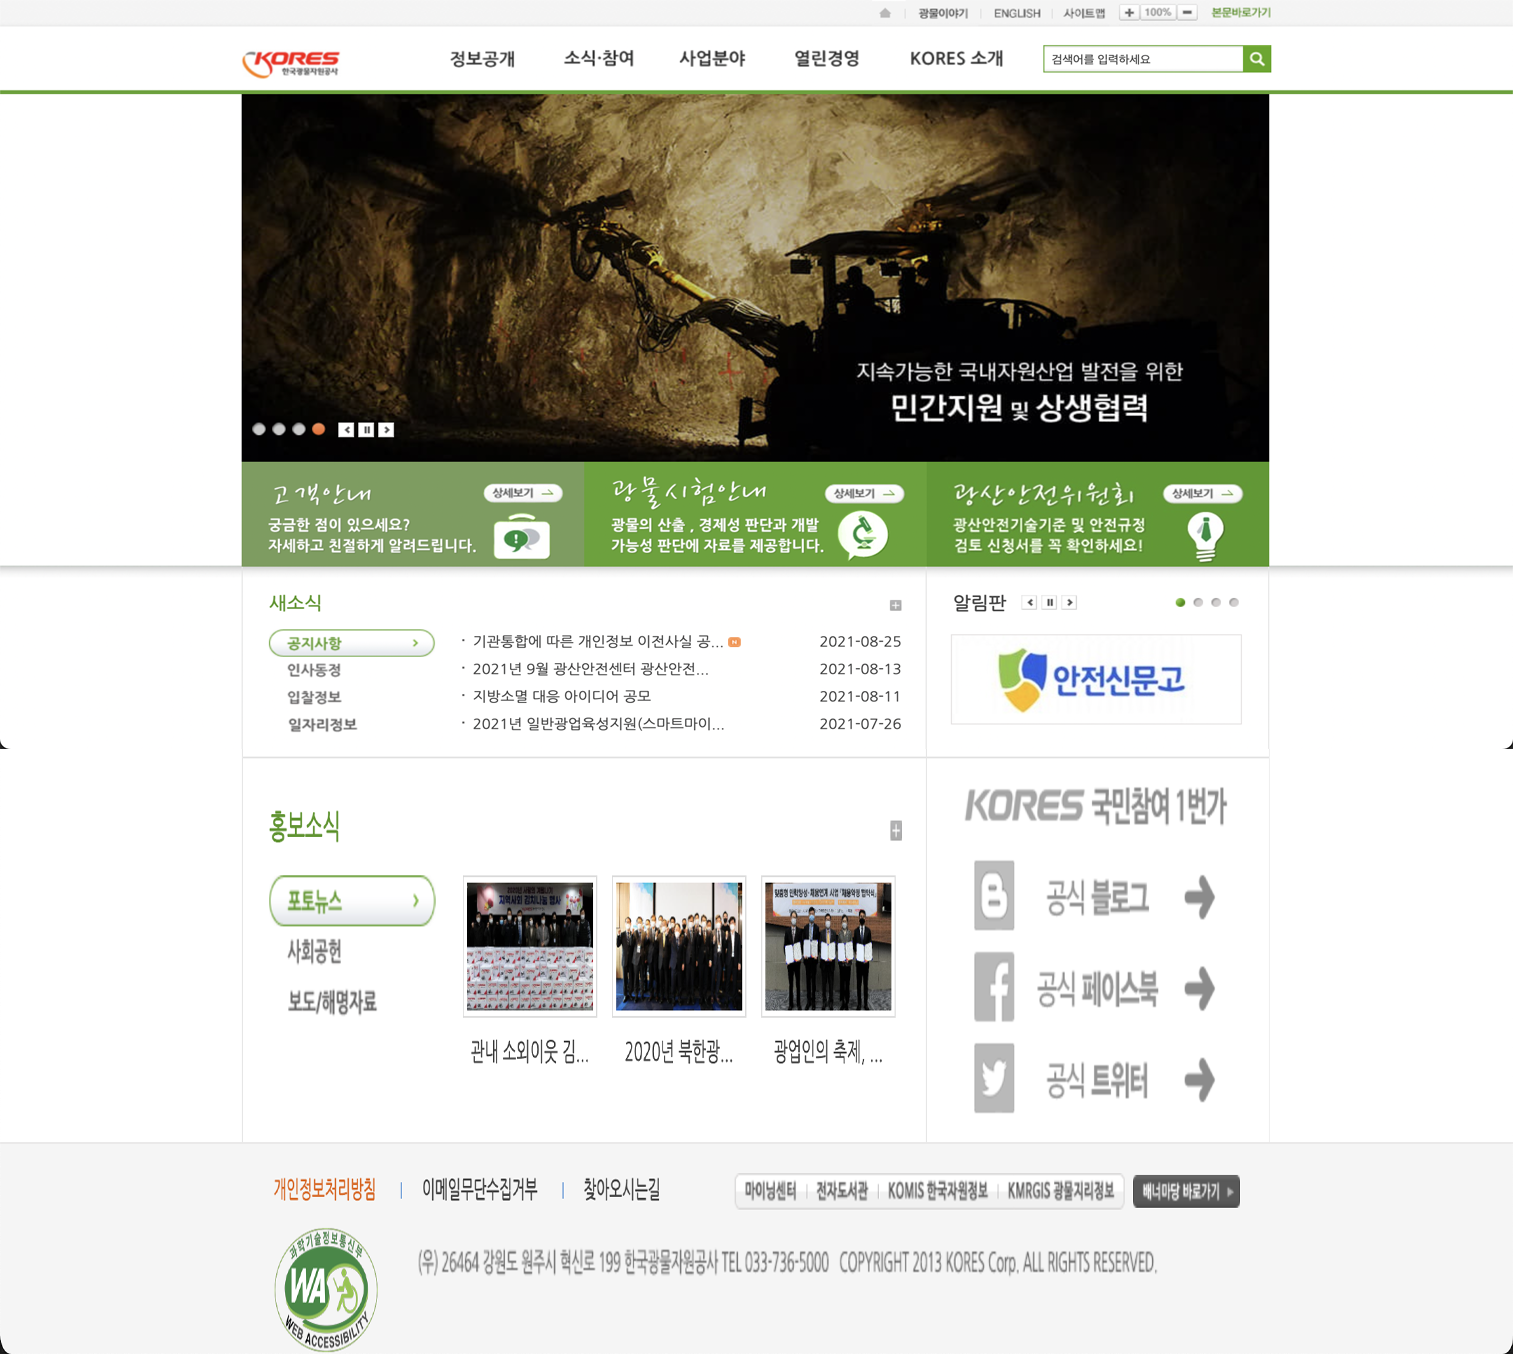 광물이야기 ENGLISH 사이트맵 100% 본문바로가기
KORES
한국광물자원공사
정보공개 소식·참여 사업분야 열린경영 KORES 소개 검색어를 입력하세요
지속가능한 국내자원산업 발전을 위한
민간지원 및 상생협력
고객안내 상세보기
궁금한 점이 있으세요?
자세하고 친절하게 알려드립니다.
광물시험안내 상세보기
광물의 산출 , 경제성 판단과 개발
가능성 판단에 자료를 제공합니다.
광산안전위원회 상세보기
광산안전기술기준 및 안전규정
검토 신청서를 꼭 확인하세요!
새소식
공지사항
인사동정
입찰정보
일자리정보
· 기관통합에 따른 개인정보 이전사실 공... N 2021-08-25
· 2021년 9월 광산안전센터 광산안전... 2021-08-13
· 지방소멸 대응 아이디어 공모 2021-08-11
· 2021년 일반광업육성지원(스마트마이... 2021-07-26
알림판
안전신문고
홍보소식
포토뉴스
사회공헌
보도/해명자료
지역사회 김치나눔 행사
관내 소외이웃 김...
2020년 북한광...
광업인의 축제, ...
KORES 국민참여 1번가
공식 블로그
공식 페이스북
공식 트위터
개인정보처리방침 이메일무단수집거부 찾아오시는길
마이닝센터 전자도서관 KOMIS 한국자원정보 KMRGIS 광물지리정보 배너마당 바로가기
과학기술정보통신부
WA
WEB ACCESSIBILITY
(우) 26464 강원도 원주시 혁신로 199 한국광물자원공사 TEL 033-736-5000 COPYRIGHT 2013 KORES Corp. ALL RIGHTS RESERVED.